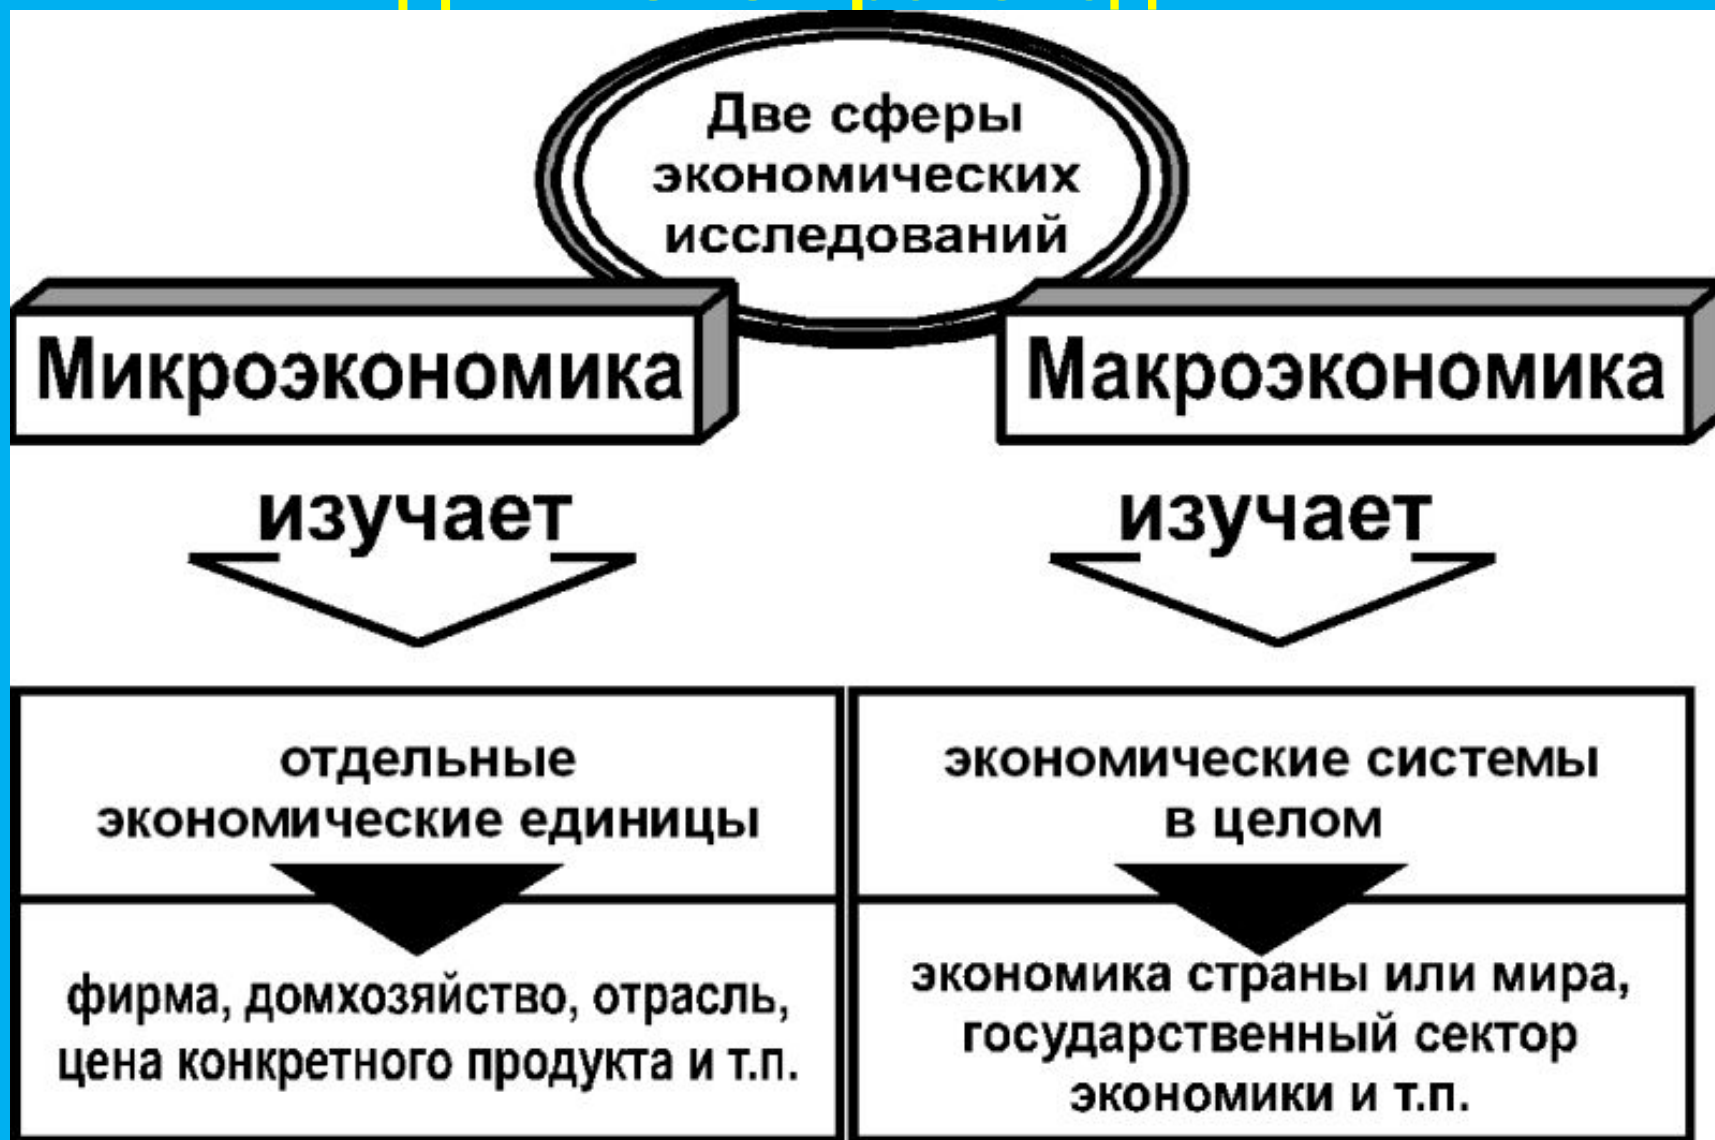 Две сферы
экономических
исследований
Микроэкономика
Макроэкономика
изучает
изучает
отдельные
экономические единицы
экономические системы
в целом
фирма, домхозяйство, отрасль,
цена конкретного продукта и т.п.
экономика страны или мира,
государственный сектор
экономики и т.п.